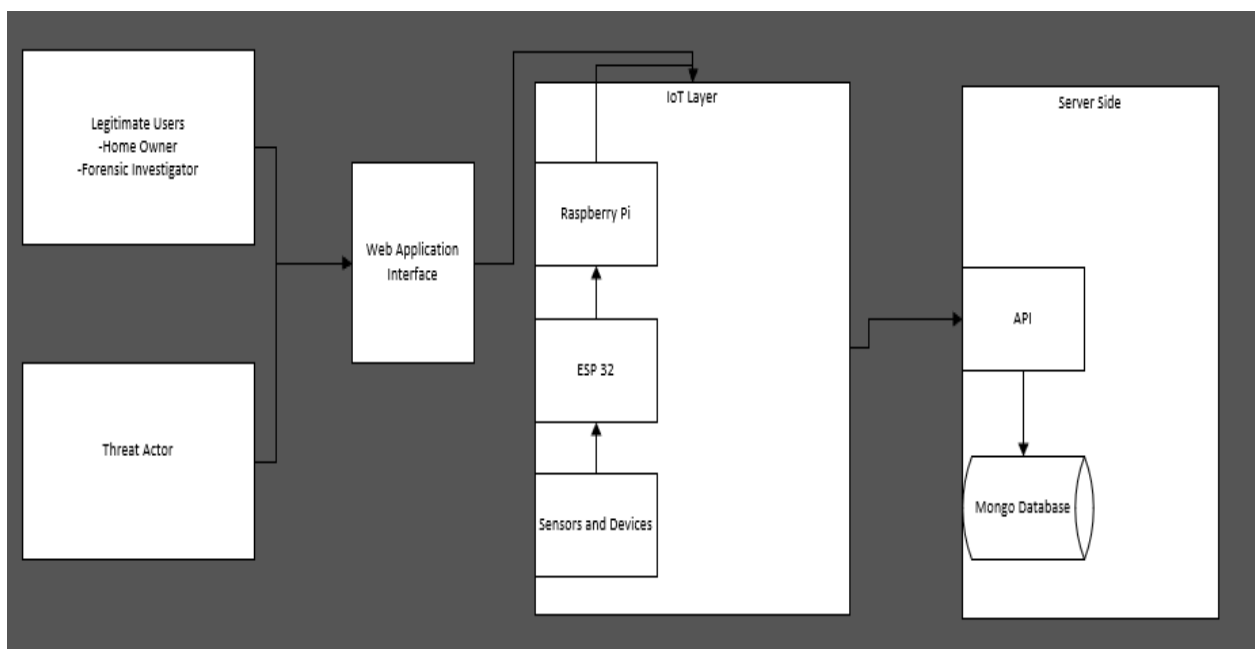 Legitimate Users
-Home Owner
-Forensic Investigator
Threat Actor
Web Application
Interface
IoT Layer
Raspberry Pi
ESP 32
Sensors and Devices
Server Side
API
Mongo Database